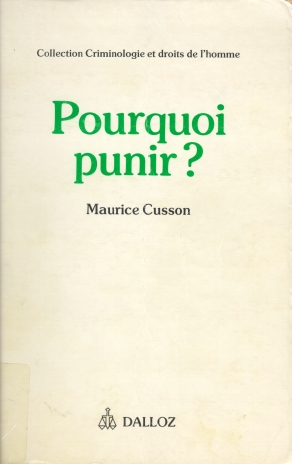 Collection Criminologie et droits de l'homme
Pourquoi
punir ?
Maurice Cusson
DALLOZ